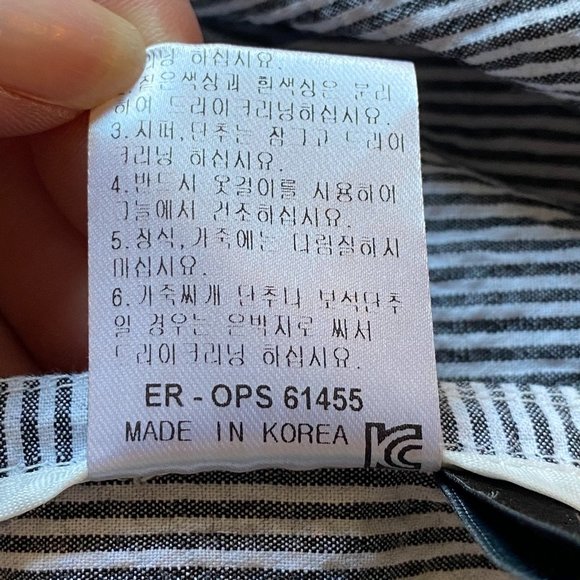 하십시요.
짙은색상과 흰색상은 분리
하여 드라이 크리닝하십시요.
3. 지퍼, 단추는 잠그고 드라이
크리닝 하십시요.
4. 반드시 옷걸이를 사용하여
그늘에서 건조하십시요.
5. 장식, 가죽에는 다림질하시
마십시요.
6. 가죽씨개 단추나 보석단추
일 경우는 은박지로 싸서
드라이크리닝 하십시요.
ER - OPS 61455
MADE IN KOREA
KC